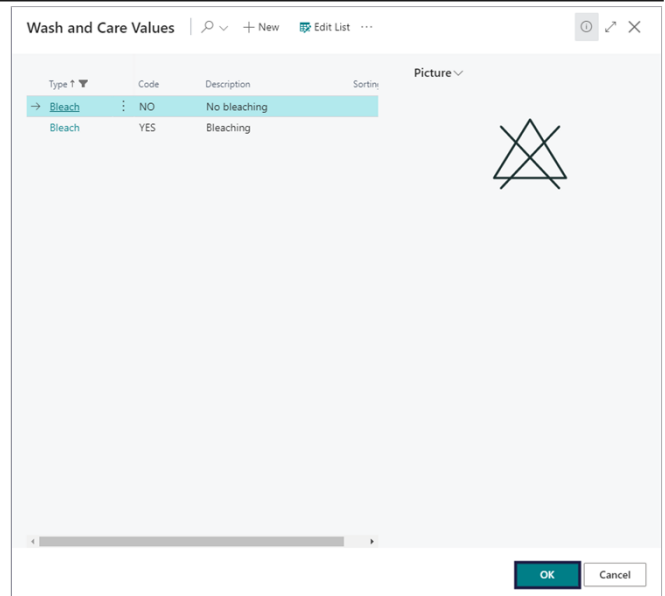 Wash and Care Values New Edit List
Picture
Type Code Description Sorting
Bleach NO No bleaching
Bleach YES Bleaching
OK Cancel